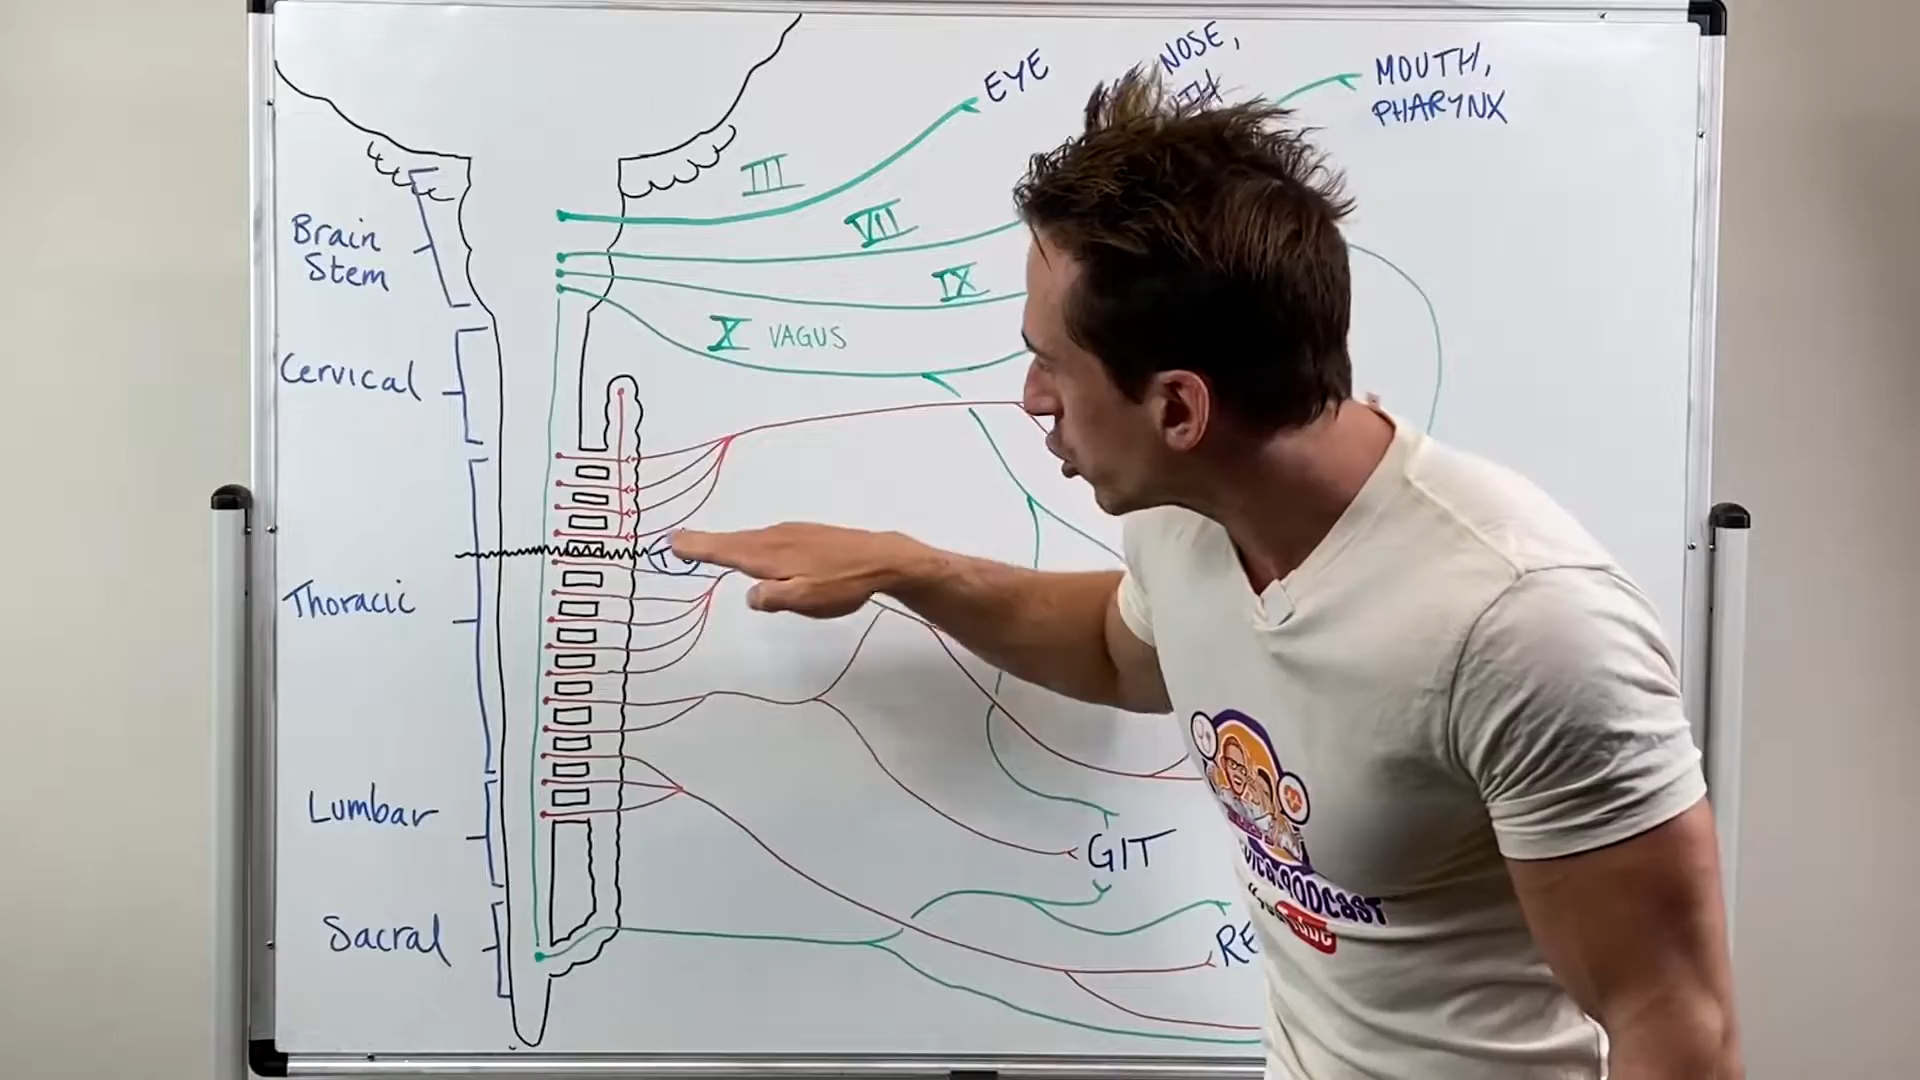 EYE
NOSE,
MOUTH,
PHARYNX
III
VII
IX
X VAGUS
Brain
Stem
Cervical
Thoracic
Lumbar
Sacral
GIT